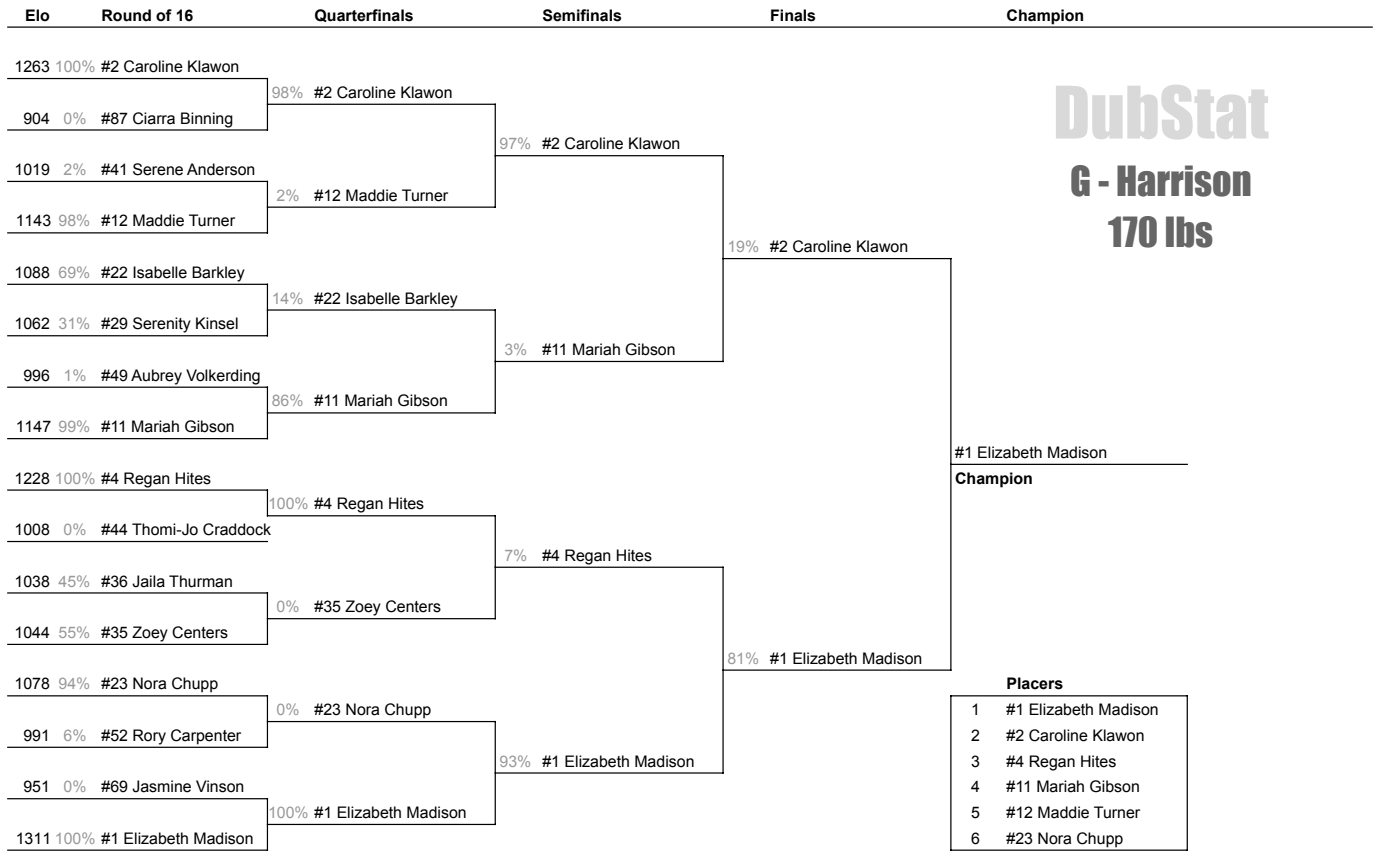 Elo Round of 16 Quarterfinals Semifinals Finals Champion
DubStat
G - Harrison
170 lbs
1263 100% #2 Caroline Klawon
98% #2 Caroline Klawon
904 0% #87 Ciarra Binning
97% #2 Caroline Klawon
1019 2% #41 Serene Anderson
2% #12 Maddie Turner
1143 98% #12 Maddie Turner
19% #2 Caroline Klawon
1088 69% #22 Isabelle Barkley
14% #22 Isabelle Barkley
1062 31% #29 Serenity Kinsel
3% #11 Mariah Gibson
996 1% #49 Aubrey Volkerding
86% #11 Mariah Gibson
1147 99% #11 Mariah Gibson
#1 Elizabeth Madison
Champion
1228 100% #4 Regan Hites
100% #4 Regan Hites
1008 0% #44 Thomi-Jo Craddock
7% #4 Regan Hites
1038 45% #36 Jaila Thurman
0% #35 Zoey Centers
1044 55% #35 Zoey Centers
81% #1 Elizabeth Madison
1078 94% #23 Nora Chupp
0% #23 Nora Chupp
991 6% #52 Rory Carpenter
93% #1 Elizabeth Madison
951 0% #69 Jasmine Vinson
100% #1 Elizabeth Madison
1311 100% #1 Elizabeth Madison
Placers
1 #1 Elizabeth Madison
2 #2 Caroline Klawon
3 #4 Regan Hites
4 #11 Mariah Gibson
5 #12 Maddie Turner
6 #23 Nora Chupp